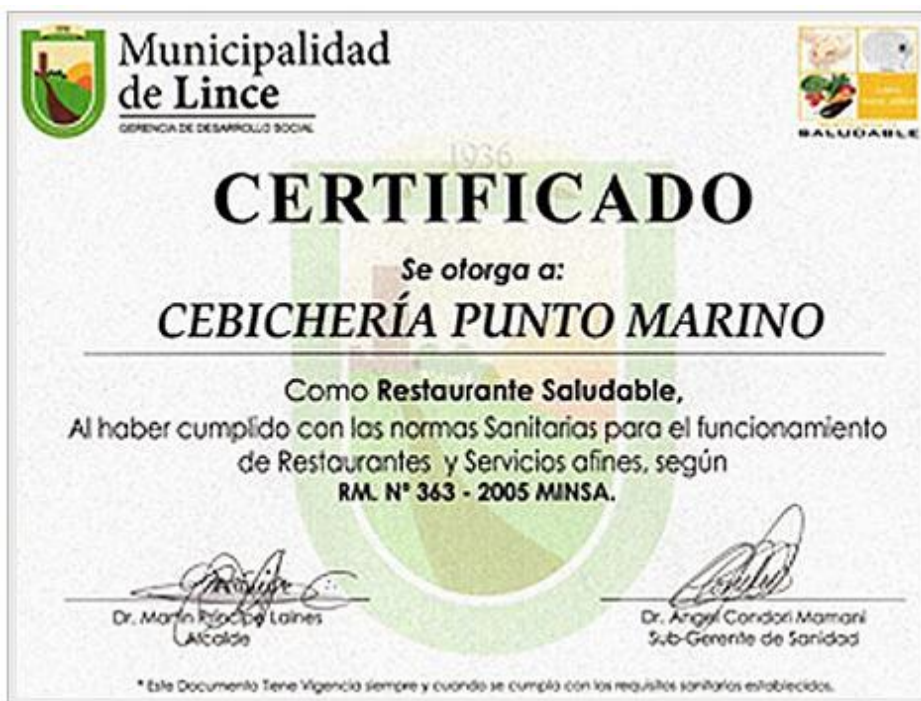 Municipalidad
de Lince
GERENCIA DE DESARROLLO SOCIAL
SALUDABLE
1936
CERTIFICADO
Se otorga a:
CEBICHERÍA PUNTO MARINO
Como Restaurante Saludable,
Al haber cumplido con las normas Sanitarias para el funcionamiento
de Restaurantes y Servicios afines, según
RM. N° 363 - 2005 MINSA.
Dr. Martín Príncipe Laines
Alcalde
Dr. Angel Condori Mamani
Sub-Gerente de Sanidad
* Este Documento Tiene Vigencia siempre y cuando se cumpla con los requisitos sanitarios establecidos.